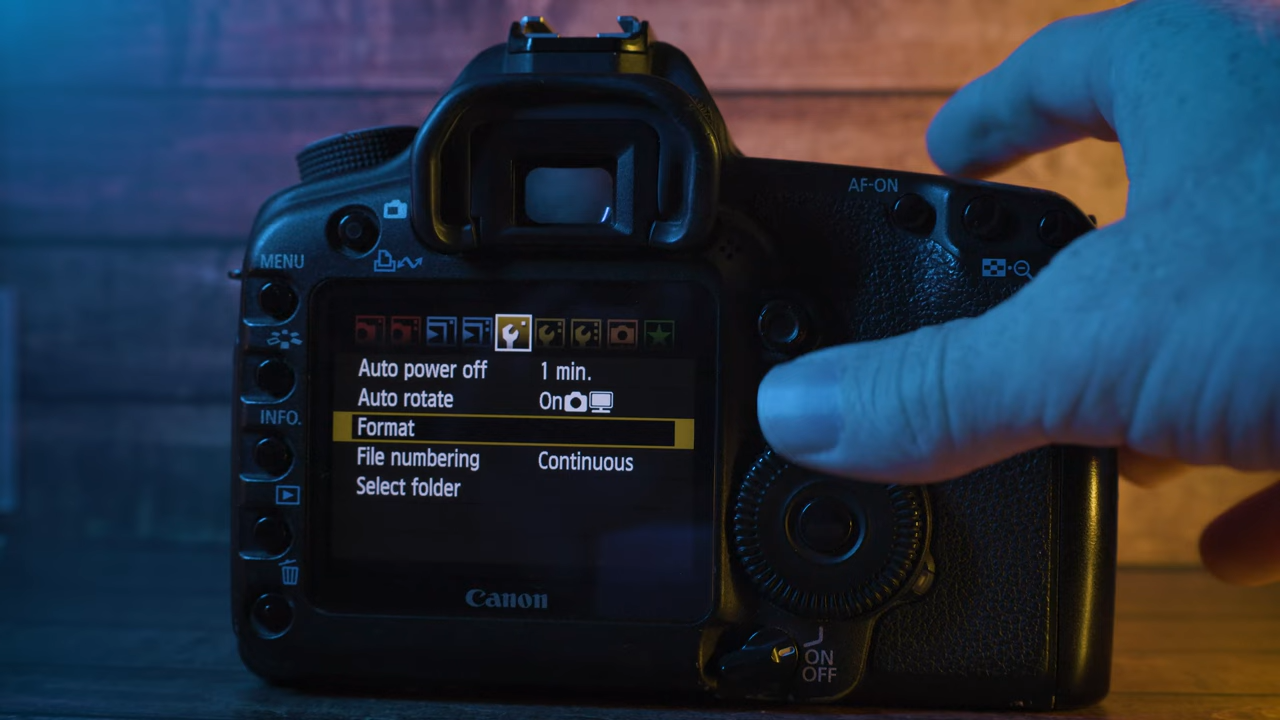 AF-ON
MENU
Auto power off 1 min.
Auto rotate On
Format
INFO.
File numbering Continuous
Select folder
Canon
ON
OFF